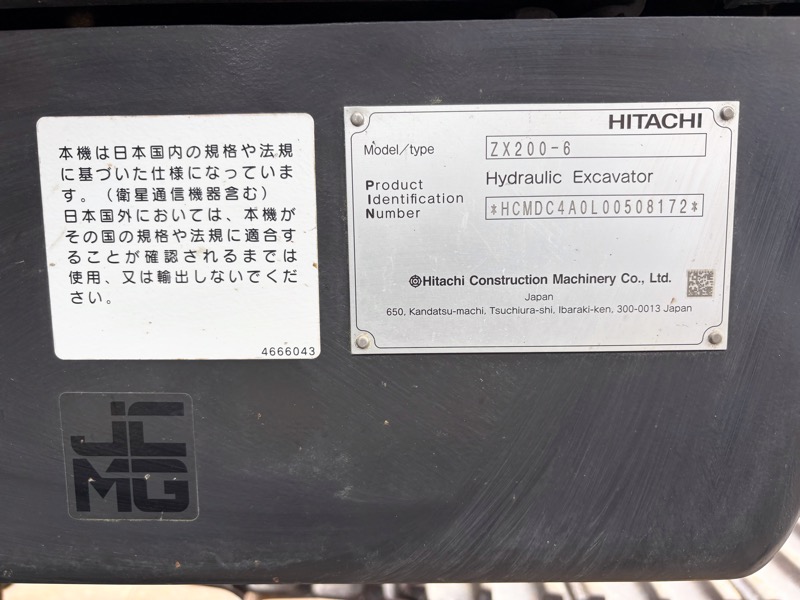 本機は日本国内の規格や法規
に基づいた仕様になっていま
す。（衛星通信機器含む）
日本国外においては、本機が
その国の規格や法規に適合す
ることが確認されるまでは
使用、又は輸出しないでくだ
さい。
4666043
JC
MG
HITACHI
Model/type ZX200-6
Hydraulic Excavator
Product
Identification
Number
*HCMDC4A0L00508172*
Hitachi Construction Machinery Co., Ltd.
Japan
650, Kandatsu-machi, Tsuchiura-shi, Ibaraki-ken, 300-0013 Japan